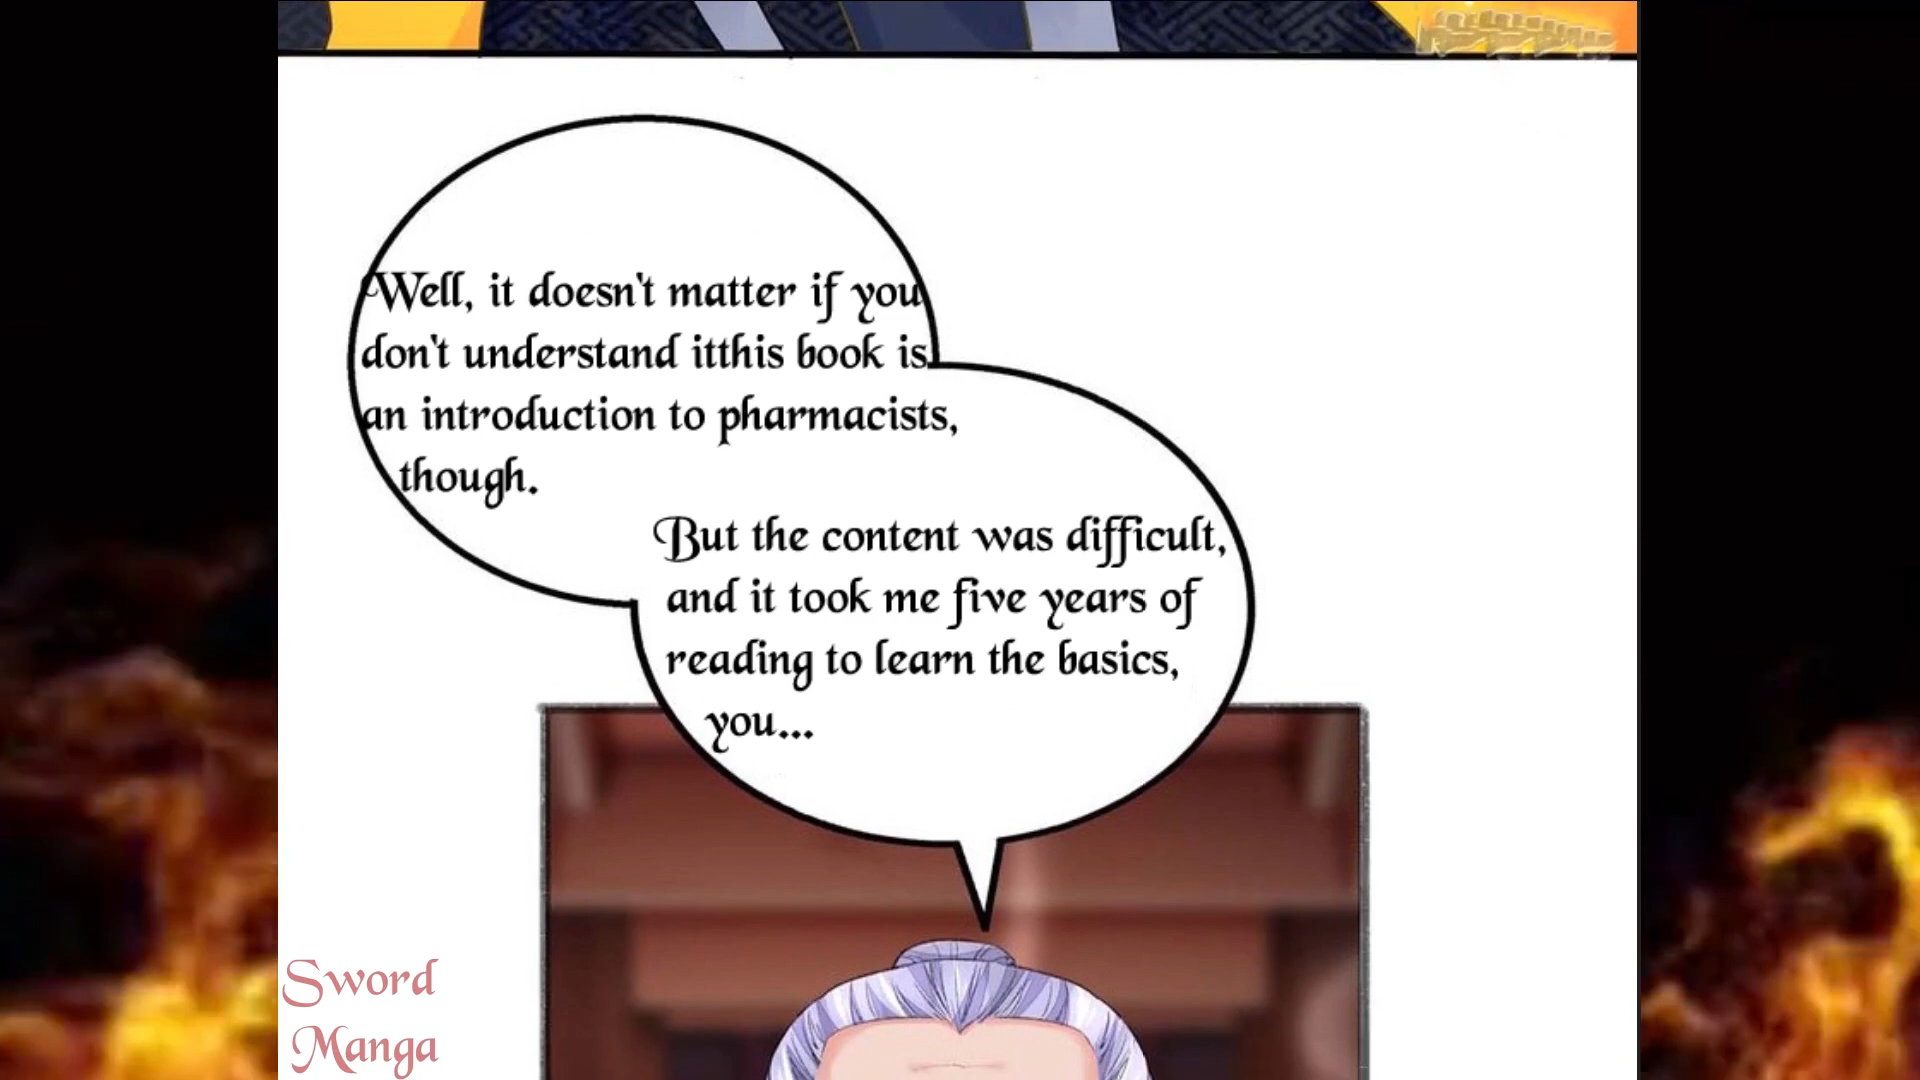 Well, it doesn't matter if you
don't understand itthis book is
an introduction to pharmacists,
though.
But the content was difficult,
and it took me five years of
reading to learn the basics,
you...
Sword
Manga